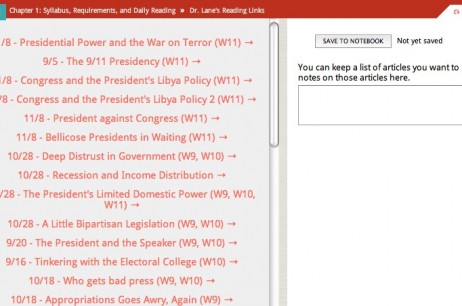 Chapter 1: Syllabus, Requirements, and Daily Reading » Dr. Lane's Reading Links
/8 - Presidential Power and the War on Terror (W11) →
9/5 - The 9/11 Presidency (W11) →
/8 - Congress and the President's Libya Policy (W11) →
/8 - Congress and the President's Libya Policy 2 (W11) →
11/8 - President against Congress (W11) →
11/8 - Bellicose Presidents in Waiting (W11) →
10/28 - Deep Distrust in Government (W9, W10) →
10/28 - Recession and Income Distribution →
/28 - The President's Limited Domestic Power (W9, W10,
W11) →
10/28 - A Little Bipartisan Legislation (W9, W10) →
9/20 - The President and the Speaker (W9, W10) →
9/16 - Tinkering with the Electoral College (W10) →
10/18 - Who gets bad press (W9, W10) →
10/18 - Appropriations Goes Awry, Again (W9) →
SAVE TO NOTEBOOK Not yet saved
You can keep a list of articles you want to
notes on those articles here.